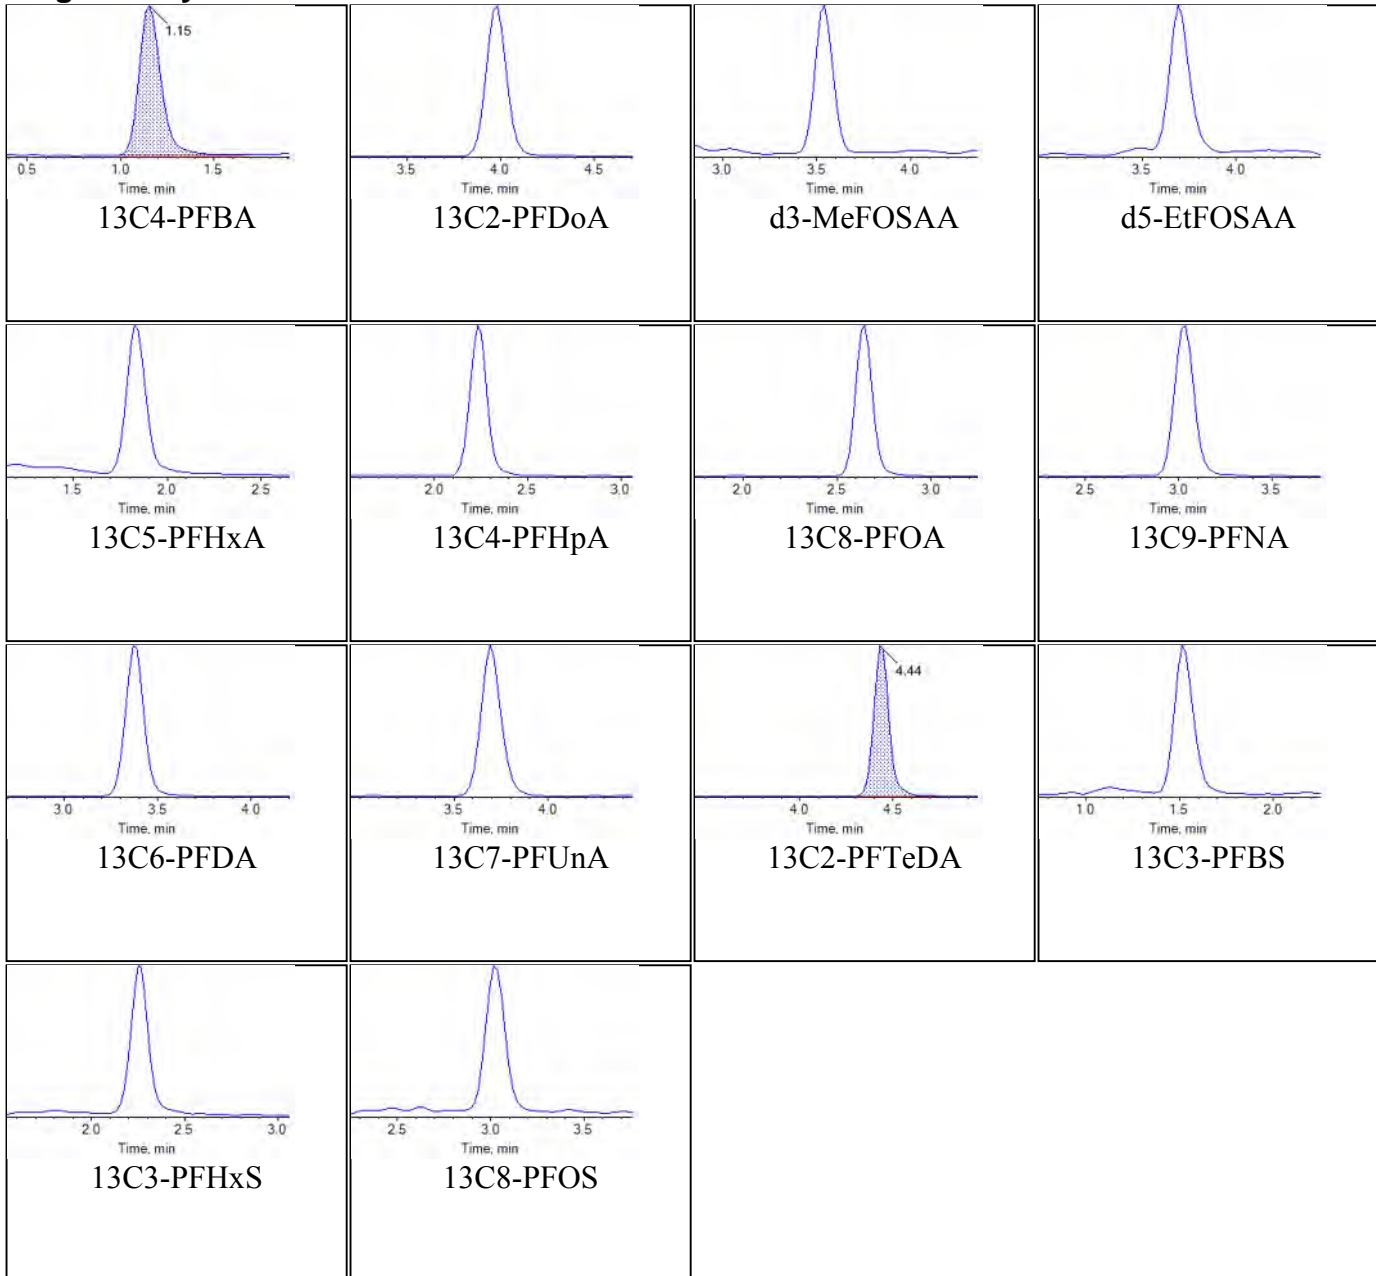 1.15
0.5 1.0 1.5
Time, min
13C4-PFBA
3.5 4.0 4.5
Time, min
13C2-PFDoA
3.0 3.5 4.0
Time, min
d3-MeFOSAA
3.5 4.0
Time, min
d5-EtFOSAA
1.5 2.0 2.5
Time, min
13C5-PFHxA
2.0 2.5 3.0
Time, min
13C4-PFHpA
2.0 2.5 3.0
Time, min
13C8-PFOA
2.5 3.0 3.5
Time, min
13C9-PFNA
3.0 3.5 4.0
Time, min
13C6-PFDA
3.5 4.0
Time, min
13C7-PFUnA
4.44
4.0 4.5
Time, min
13C2-PFTeDA
1.0 1.5 2.0
Time, min
13C3-PFBS
2.0 2.5 3.0
Time, min
13C3-PFHxS
2.5 3.0 3.5
Time, min
13C8-PFOS